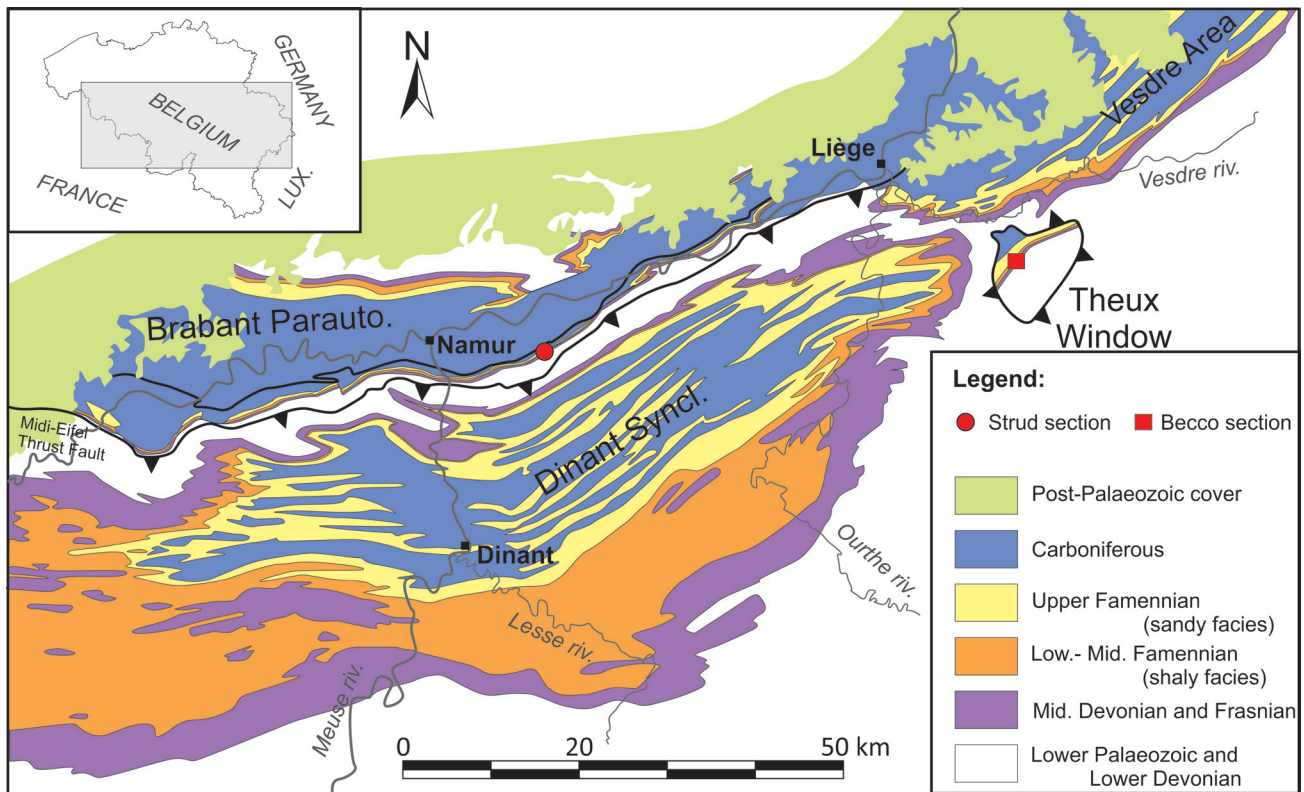 GERMANY
BELGIUM
FRANCE
LUX.
N
Vesdre Area
Liège
Vesdre riv.
Brabant Parauto.
Namur
Theux
Window
Midi-Eifel
Thrust Fault
Dinant Syncl.
Dinant
Ourthe riv.
Lesse riv.
Meuse riv.
0 20 50 km
Legend:
Strud section Becco section
Post-Palaeozoic cover
Carboniferous
Upper Famennian
(sandy facies)
Low.- Mid. Famennian
(shaly facies)
Mid. Devonian and Frasnian
Lower Palaeozoic and
Lower Devonian